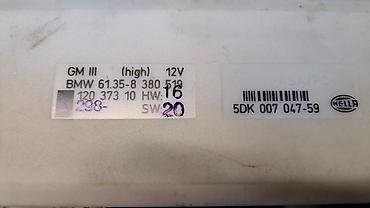 GM III (high) 12V
BMW 61.35-8 380 519
120 373 10 HW: 16
298- SW: 20
5DK 007 047-59
HELLA